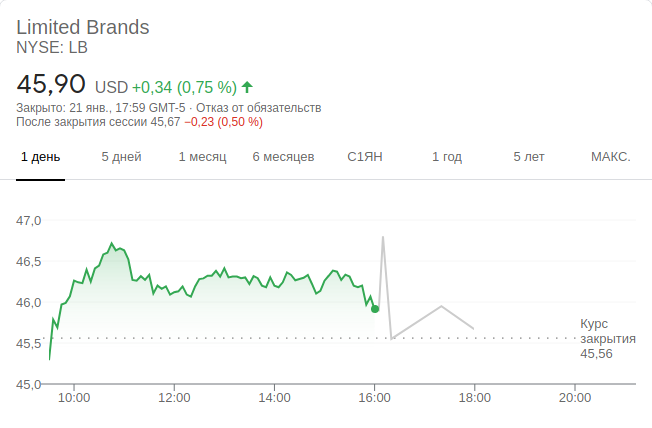 Limited Brands
NYSE: LB
45,90 USD +0,34 (0,75 %)
Закрыто: 21 янв., 17:59 GMT-5 · Отказ от обязательств
После закрытия сессии 45,67 −0,23 (0,50 %)
1 день 5 дней 1 месяц 6 месяцев С1ЯН 1 год 5 лет МАКС.
47,0
46,5
46,0
45,5
45,0
Курс
закрытия
45,56
10:00 12:00 14:00 16:00 18:00 20:00